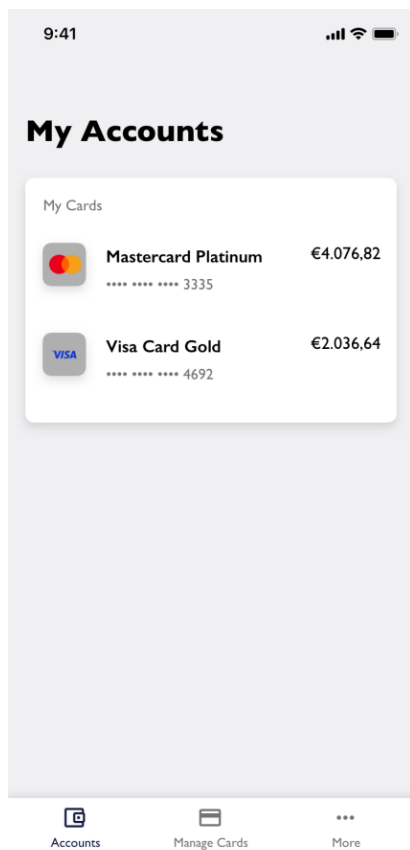 9:41
My Accounts
My Cards
Mastercard Platinum €4.076,82
•••• •••• •••• 3335
VISA
Visa Card Gold €2.036,64
•••• •••• •••• 4692
Accounts Manage Cards More